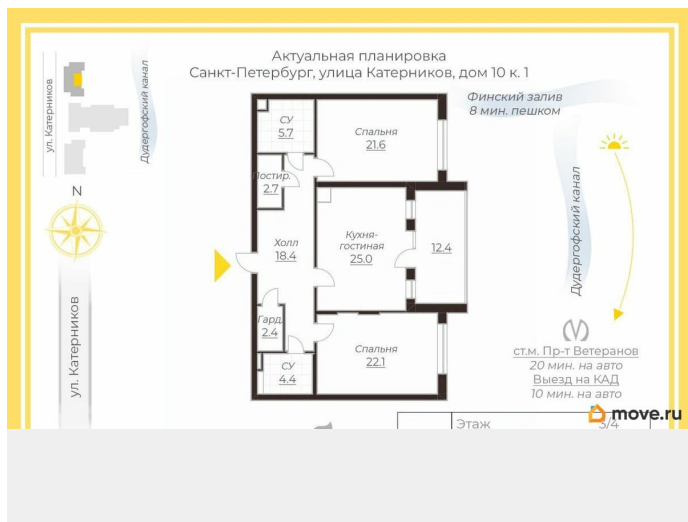 Актуальная планировка
Санкт-Петербург, улица Катерников, дом 10 к. 1
ул. Катерников
Дудергофский канал
Финский залив
8 мин. пешком
СУ
5.7
Спальня
21.6
Постир.
2.7
N
Холл
18.4
Кухня-
гостиная
25.0
12.4
Дудергофский канал
ул. Катерников
Гард.
2.4
СУ
4.4
Спальня
22.1
ст.м. Пр-т Ветеранов
20 мин. на авто
Выезд на КАД
10 мин. на авто
move.ru
Этаж
3/4